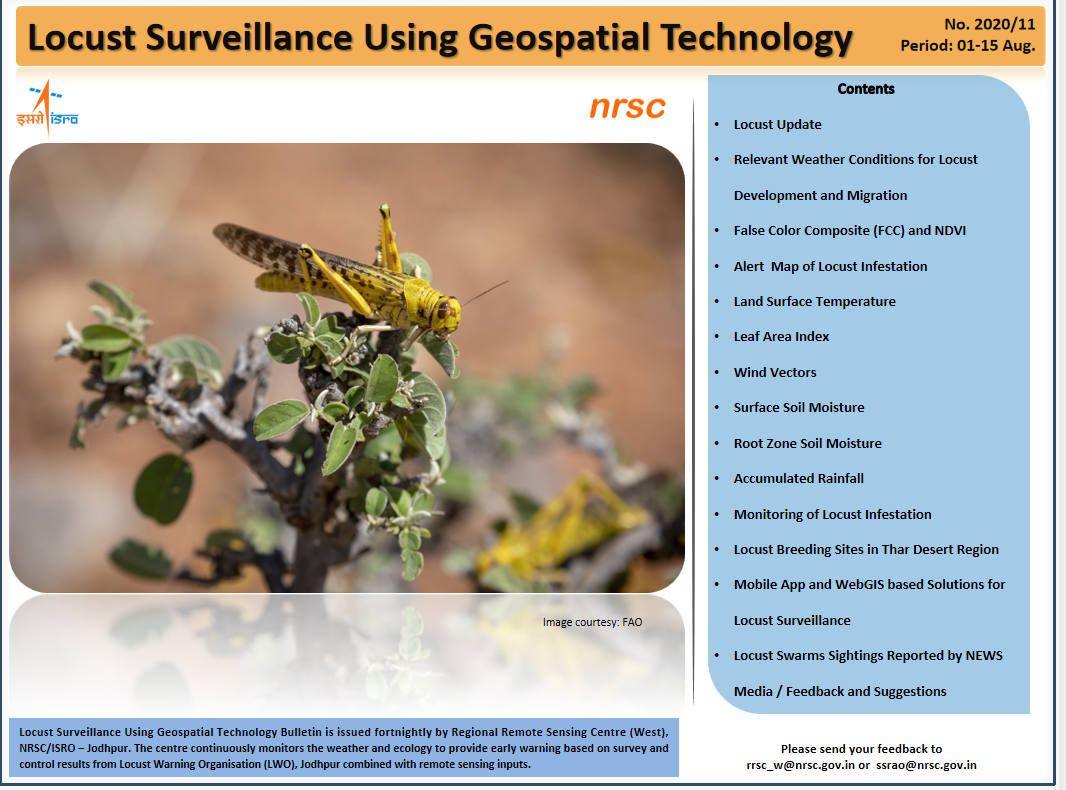 Locust Surveillance Using Geospatial Technology
No. 2020/11
Period: 01-15 Aug.
इसरो isro
nrsc
Image courtesy: FAO
Locust Surveillance Using Geospatial Technology Bulletin is issued fortnightly by Regional Remote Sensing Centre (West),
NRSC/ISRO – Jodhpur. The centre continuously monitors the weather and ecology to provide early warning based on survey and
control results from Locust Warning Organisation (LWO), Jodhpur combined with remote sensing inputs.
Contents
• Locust Update
• Relevant Weather Conditions for Locust
Development and Migration
• False Color Composite (FCC) and NDVI
• Alert Map of Locust Infestation
• Land Surface Temperature
• Leaf Area Index
• Wind Vectors
• Surface Soil Moisture
• Root Zone Soil Moisture
• Accumulated Rainfall
• Monitoring of Locust Infestation
• Locust Breeding Sites in Thar Desert Region
• Mobile App and WebGIS based Solutions for
Locust Surveillance
• Locust Swarms Sightings Reported by NEWS
Media / Feedback and Suggestions
Please send your feedback to
rrsc_w@nrsc.gov.in or ssrao@nrsc.gov.in